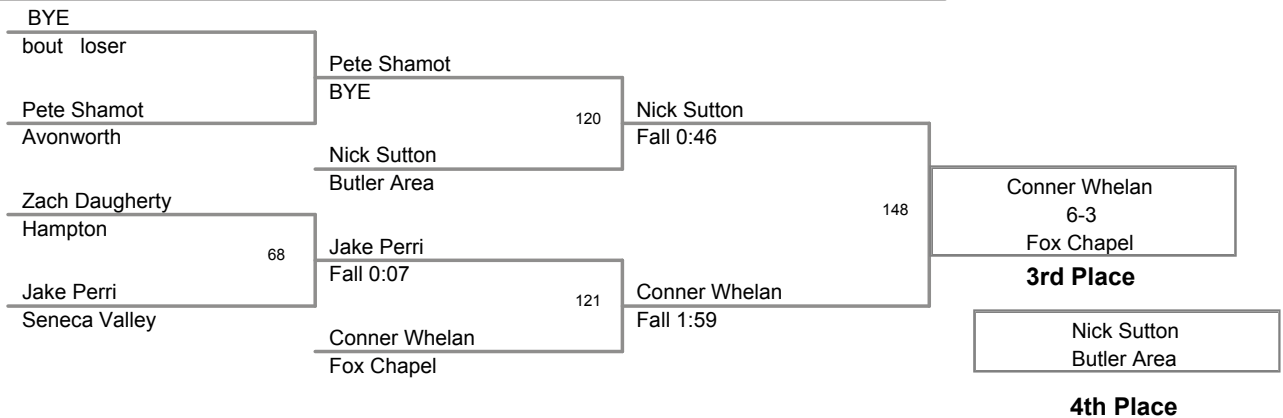 BYE
bout loser
Pete Shamot
Avonworth
Zach Daugherty
Hampton
68
Jake Perri
Seneca Valley
Pete Shamot
BYE
120
Nick Sutton
Butler Area
Jake Perri
Fall 0:07
121
Conner Whelan
Fox Chapel
Nick Sutton
Fall 0:46
148
Conner Whelan
Fall 1:59
Conner Whelan
6-3
Fox Chapel
3rd Place
Nick Sutton
Butler Area
4th Place